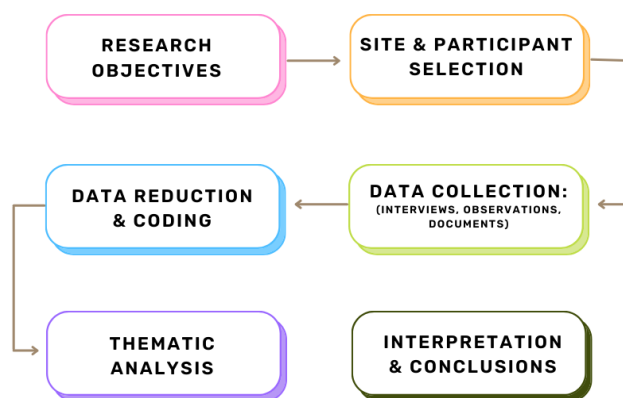 RESEARCH
OBJECTIVES
SITE & PARTICIPANT
SELECTION
DATA COLLECTION:
(INTERVIEWS, OBSERVATIONS,
DOCUMENTS)
DATA REDUCTION
& CODING
THEMATIC
ANALYSIS
INTERPRETATION
& CONCLUSIONS